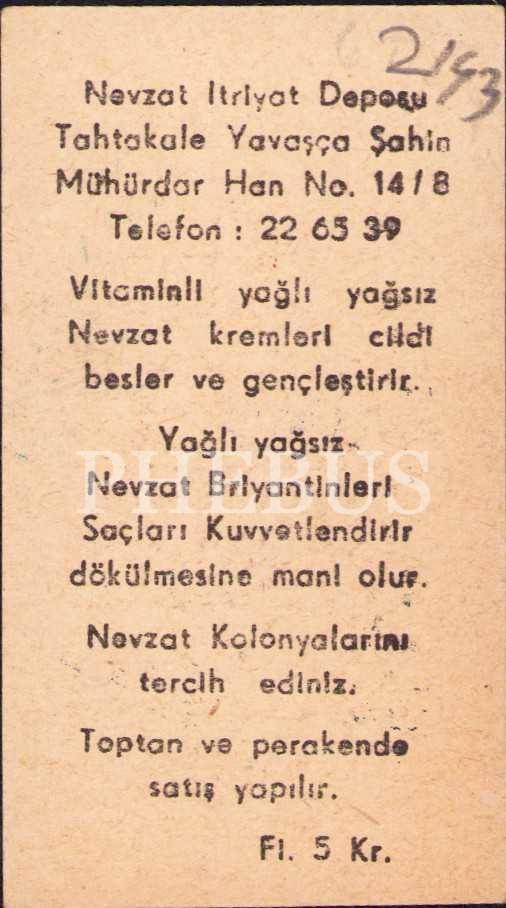 Nevzat Itriyat Deposu
Tahtakale Yavaşça Şahin
Mühürdar Han No. 14/8
Telefon : 22 65 39
Vitaminli yağlı yağsız
Nevzat kremleri cildi
besler ve gençleştirir.
Yağlı yağsız
PHEBUS
Nevzat Briyantinleri
Saçları Kuvvetlendirir
dökülmesine mani olur.
Nevzat Kolonyalarını
tercih ediniz.
Toptan ve perakende
satış yapılır.
Fi. 5 Kr.